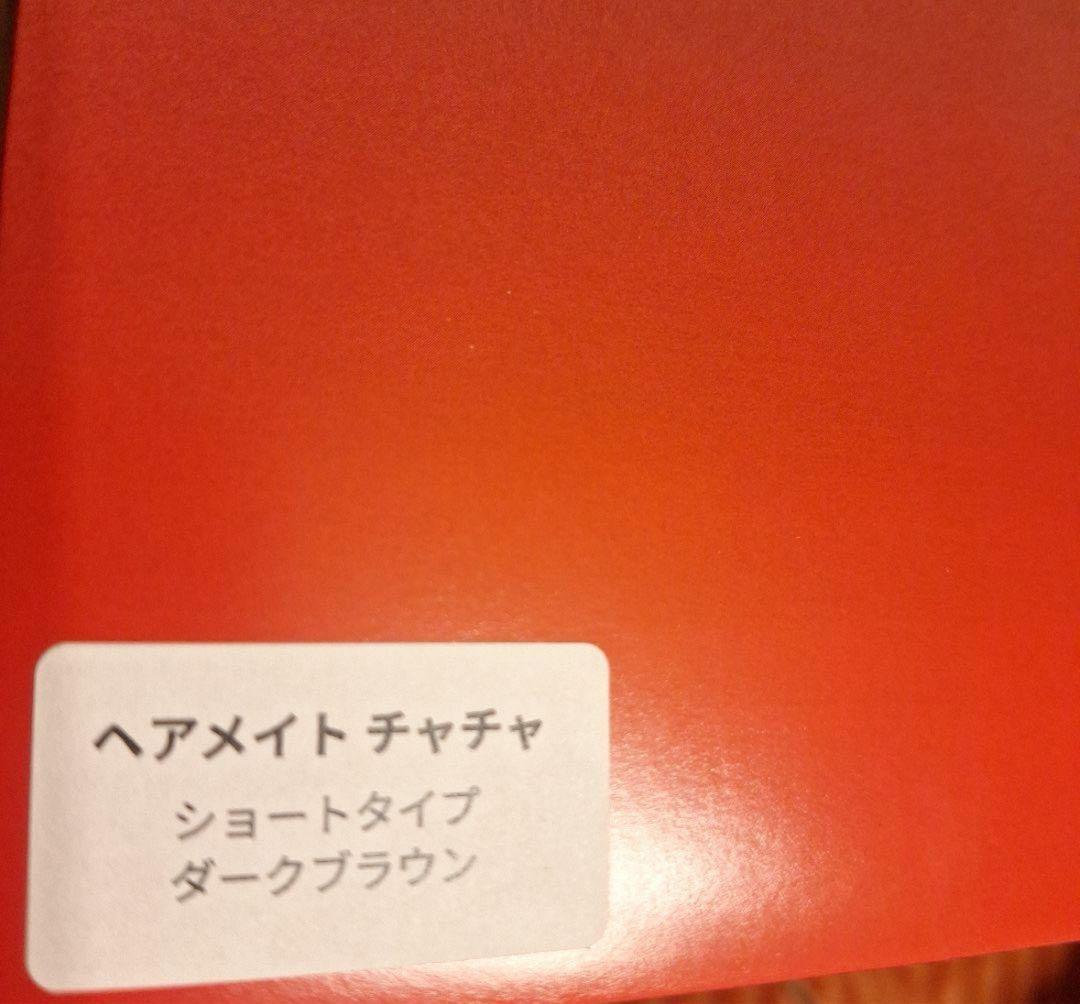 ヘアメイト チャチャ
ショートタイプ
ダークブラウン